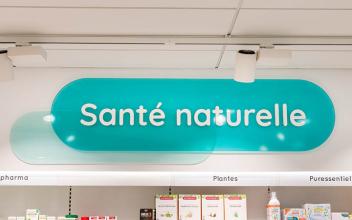 Santé naturelle
pharma
Plantes
Puressentiel